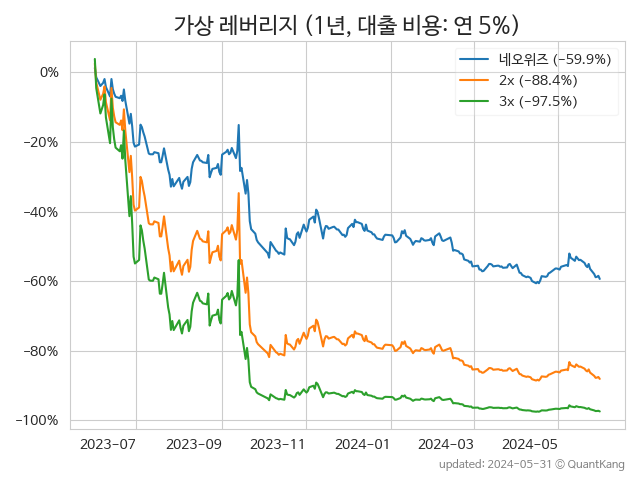 가상 레버리지 (1년, 대출 비용: 연 5%)
네오위즈 (−59.9%)
2x (−88.4%)
3x (−97.5%)
0%
−20%
−40%
−60%
−80%
−100%
2023-07
2023-09
2023-11
2024-01
2024-03
2024-05
updated: 2024-05-31 © QuantKang